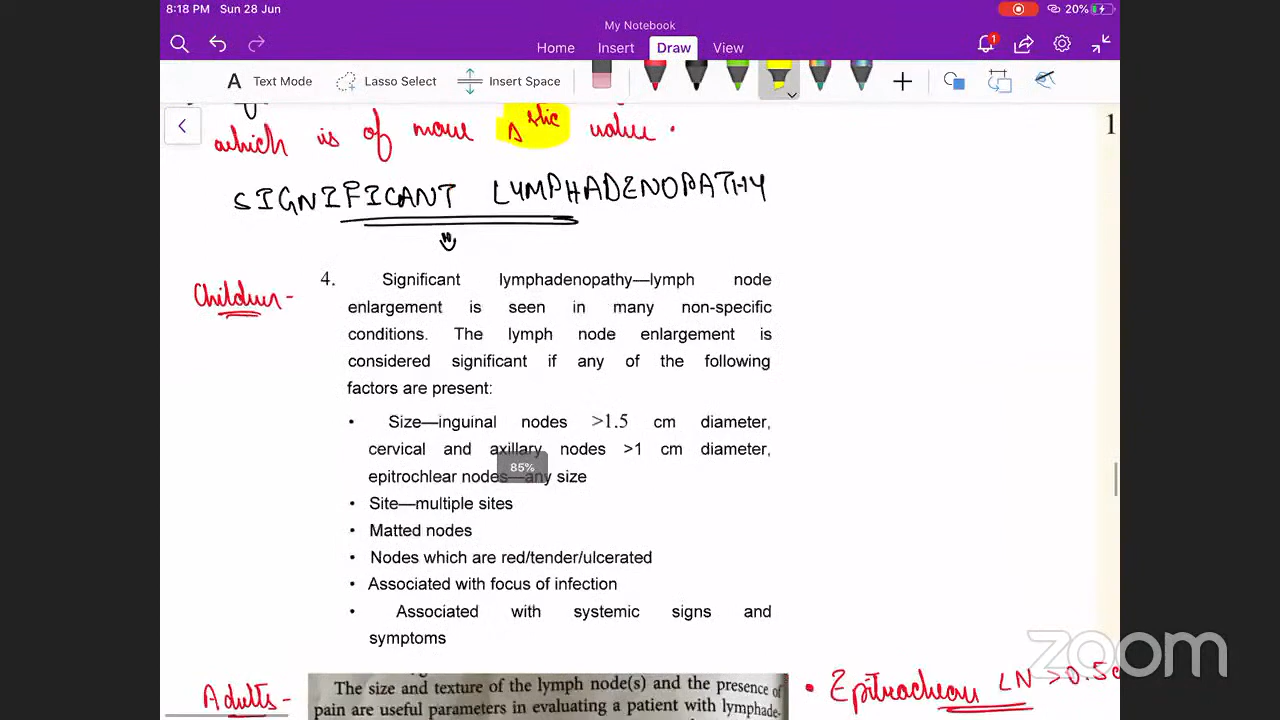 8:18 PM Sun 28 Jun
20%
My Notebook
Home Insert Draw View
1
A Text Mode Lasso Select Insert Space
which is of more Δstic value.
1
SIGNIFICANT LYMPHADENOPATHY
Children-
4. Significant lymphadenopathy—lymph node
enlargement is seen in many non-specific
conditions. The lymph node enlargement is
considered significant if any of the following
factors are present:
• Size—inguinal nodes >1.5 cm diameter,
cervical and axillary nodes >1 cm diameter,
85%
epitrochlear nodes—any size
• Site—multiple sites
• Matted nodes
• Nodes which are red/tender/ulcerated
• Associated with focus of infection
• Associated with systemic signs and
symptoms
zoom
Adults-
The size and texture of the lymph node(s) and the presence of
pain are useful parameters in evaluating a patient with lymphade-
• Epitrochlear LN >0.5c